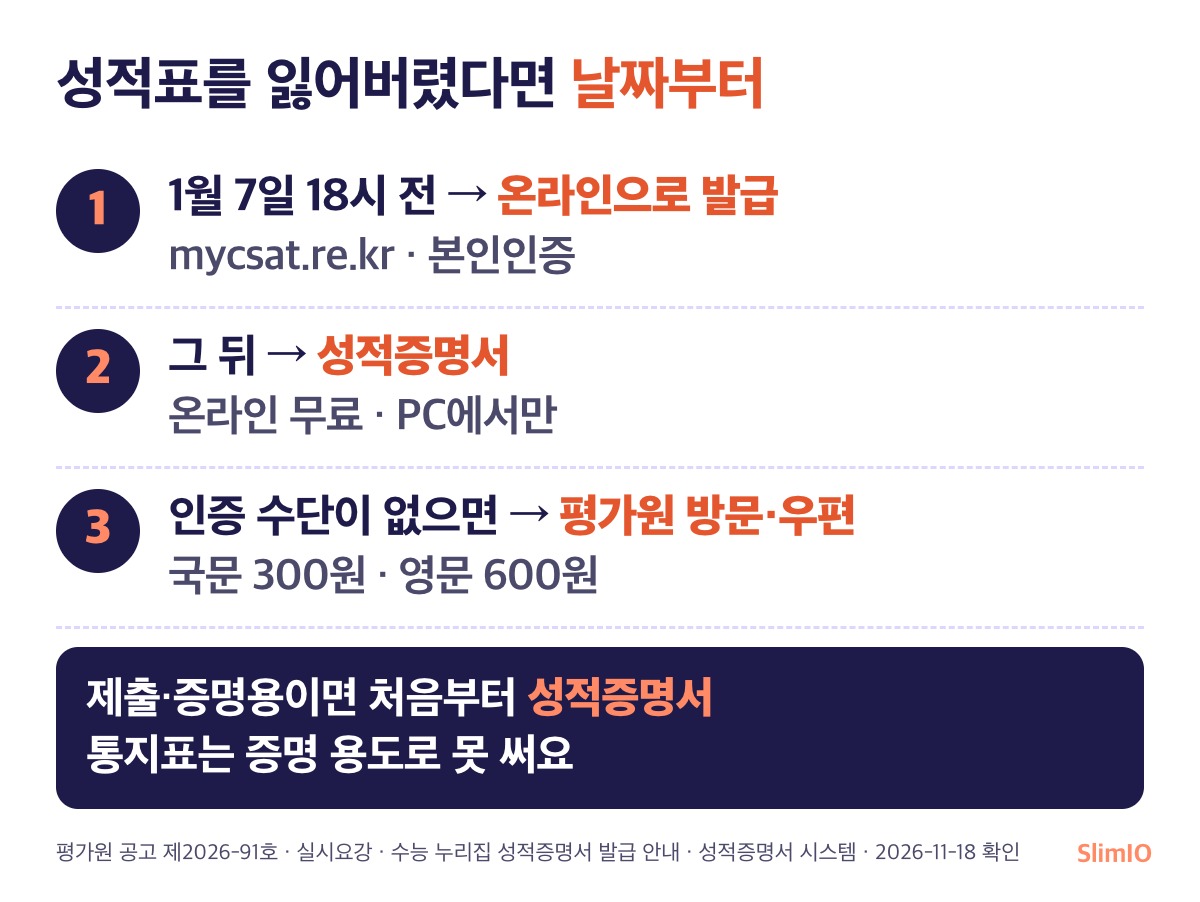 성적표를 잃어버렸다면 날짜부터
1
1월 7일 18시 전 → 온라인으로 발급
mycsat.re.kr · 본인인증
2
그 뒤 → 성적증명서
온라인 무료 · PC에서만
3
인증 수단이 없으면 → 평가원 방문·우편
국문 300원 · 영문 600원
제출·증명용이면 처음부터 성적증명서
통지표는 증명 용도로 못 써요
평가원 공고 제2026-91호 · 실시요강 · 수능 누리집 성적증명서 발급 안내 · 성적증명서 시스템 · 2026-11-18 확인
SlimIO